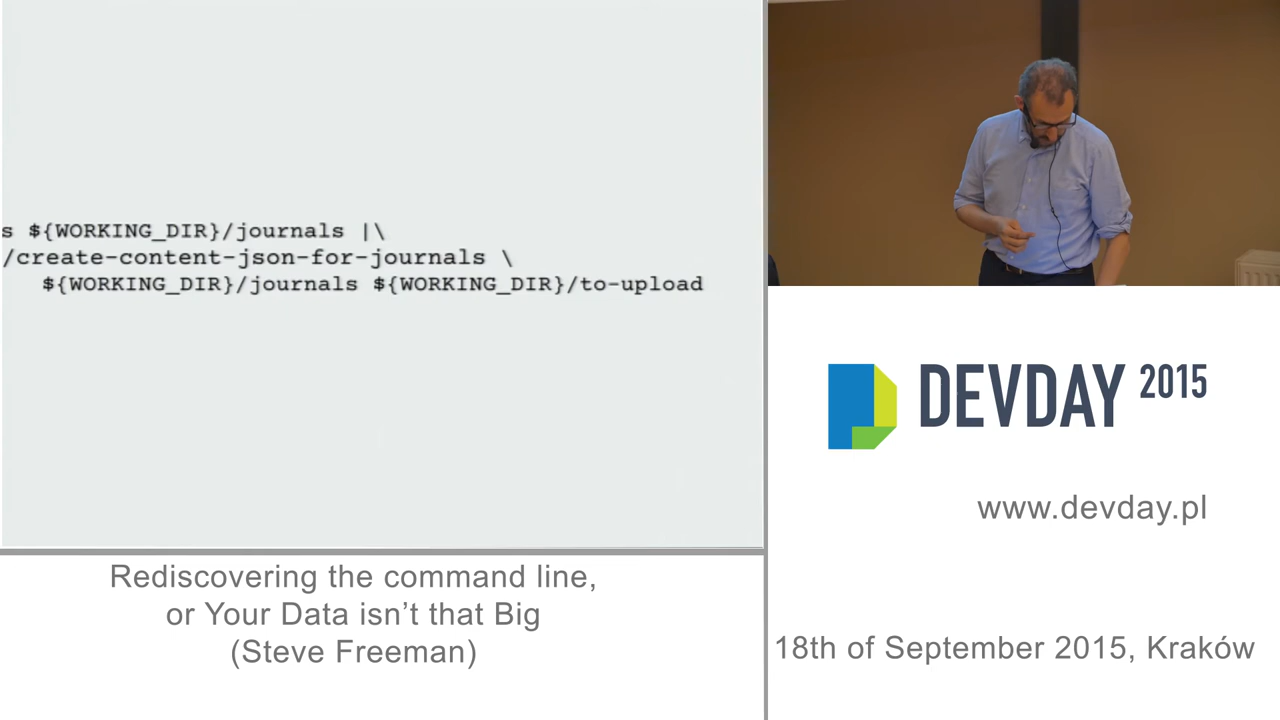 s ${WORKING_DIR}/journals |\
/create-content-json-for-journals \
${WORKING_DIR}/journals ${WORKING_DIR}/to-upload
DEVDAY 2015
www.devday.pl
Rediscovering the command line,
or Your Data isn't that Big
(Steve Freeman)
18th of September 2015, Kraków